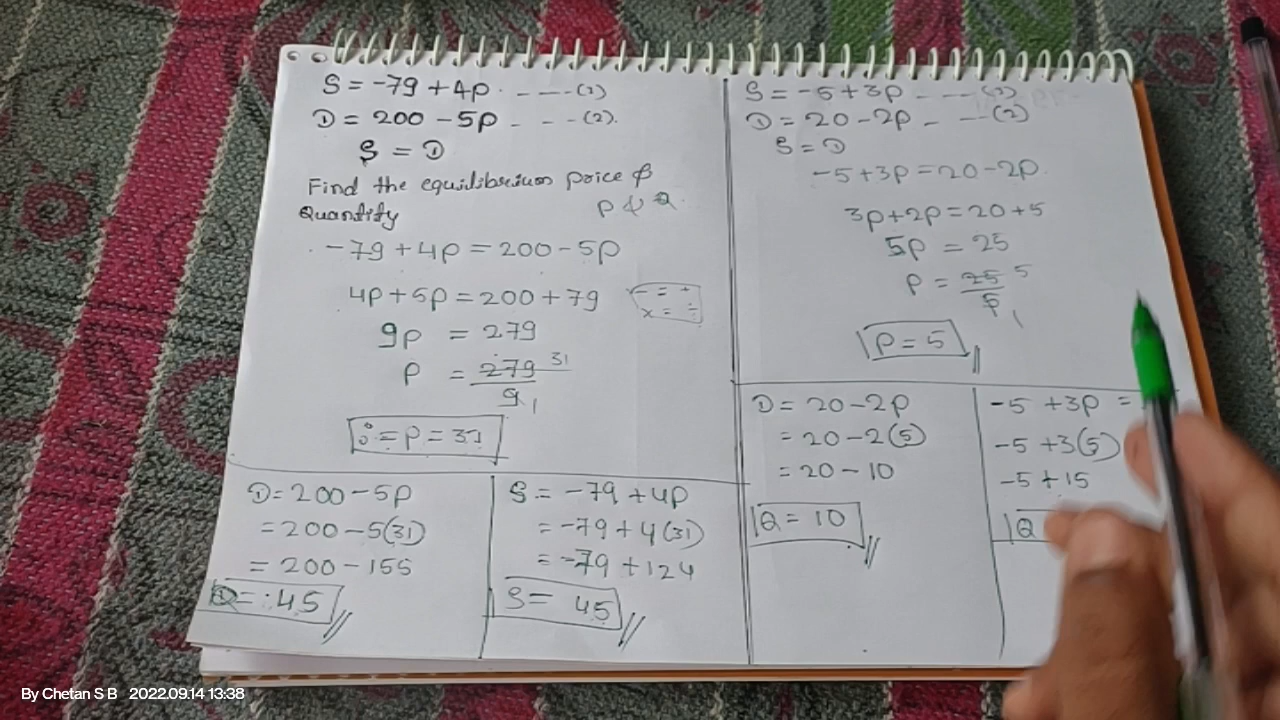 S = -79 + 4p. - - - -(1)
D = 200 - 5p - - - (2).
S = D
Find the equilibrium price &
Quantity
P & Q.
-79 + 4p = 200 - 5p
4p + 5p = 200 + 79
- = +
x = ÷
9p = 279
p = 279 31
9 1
∴ = p = 31
D = 200 - 5p
= 200 - 5(31)
= 200 - 155
D = 45
S = -79 + 4p
= -79 + 4(31)
= -79 + 124
S = 45
S = -5 + 3p - - - -(1)
D = 20 - 2p - - - -(2)
S = D
-5 + 3p = 20 - 2p.
3p + 2p = 20 + 5
5p = 25
p = 25 5
5 1
p = 5
D = 20 - 2p
= 20 - 2(5)
= 20 - 10
Q = 10
-5 + 3p =
-5 + 3(5)
-5 + 15
Q
By Chetan S B 2022.09.14 13:38